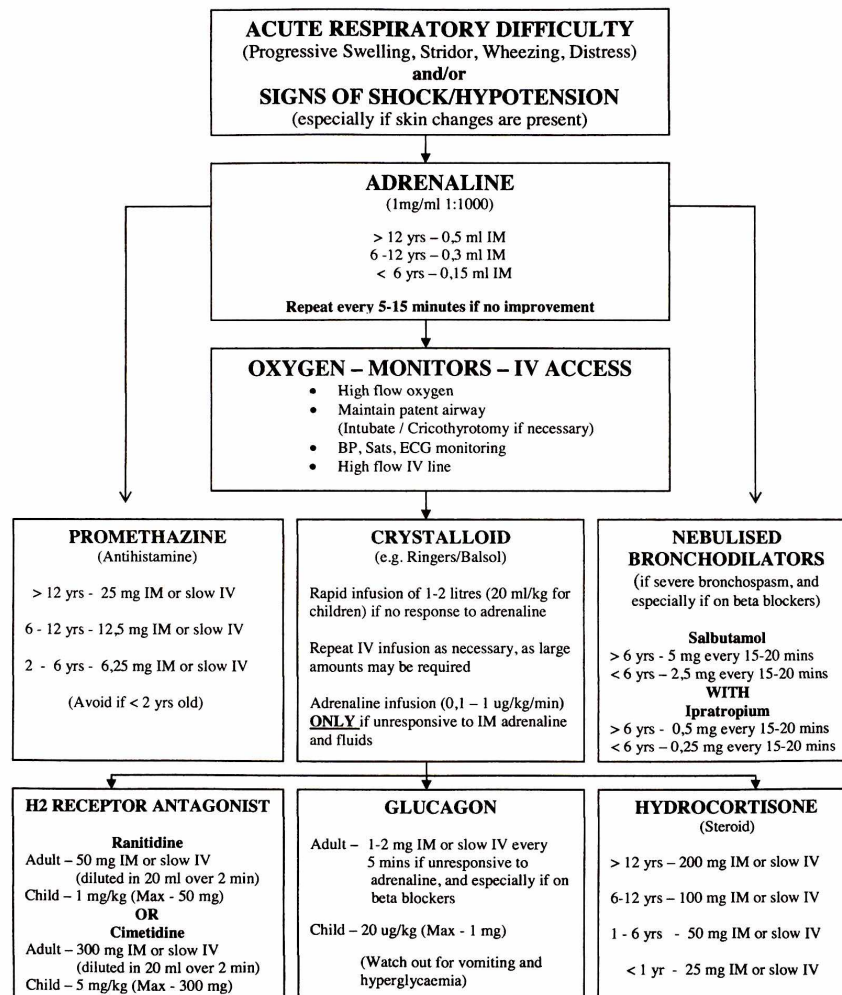 ACUTE RESPIRATORY DIFFICULTY
(Progressive Swelling, Stridor, Wheezing, Distress)
and/or
SIGNS OF SHOCK/HYPOTENSION
(especially if skin changes are present)
ADRENALINE
(1mg/ml 1:1000)
> 12 yrs – 0,5 ml IM
6 -12 yrs – 0,3 ml IM
< 6 yrs – 0,15 ml IM
Repeat every 5-15 minutes if no improvement
OXYGEN – MONITORS – IV ACCESS
• High flow oxygen
• Maintain patent airway
(Intubate / Cricothyrotomy if necessary)
• BP, Sats, ECG monitoring
• High flow IV line
PROMETHAZINE
(Antihistamine)
> 12 yrs - 25 mg IM or slow IV
6 - 12 yrs - 12,5 mg IM or slow IV
2 - 6 yrs - 6,25 mg IM or slow IV
(Avoid if < 2 yrs old)
CRYSTALLOID
(e.g. Ringers/Balsol)
Rapid infusion of 1-2 litres (20 ml/kg for
children) if no response to adrenaline
Repeat IV infusion as necessary, as large
amounts may be required
Adrenaline infusion (0,1 – 1 ug/kg/min)
ONLY if unresponsive to IM adrenaline
and fluids
NEBULISED
BRONCHODILATORS
(if severe bronchospasm, and
especially if on beta blockers)
Salbutamol
> 6 yrs - 5 mg every 15-20 mins
< 6 yrs – 2,5 mg every 15-20 mins
WITH
Ipratropium
> 6 yrs - 0,5 mg every 15-20 mins
< 6 yrs – 0,25 mg every 15-20 mins
H2 RECEPTOR ANTAGONIST
Ranitidine
Adult – 50 mg IM or slow IV
(diluted in 20 ml over 2 min)
Child – 1 mg/kg (Max - 50 mg)
OR
Cimetidine
Adult – 300 mg IM or slow IV
(diluted in 20 ml over 2 min)
Child – 5 mg/kg (Max - 300 mg)
GLUCAGON
Adult – 1-2 mg IM or slow IV every
5 mins if unresponsive to
adrenaline, and especially if on
beta blockers
Child – 20 ug/kg (Max - 1 mg)
(Watch out for vomiting and
hyperglycaemia)
HYDROCORTISONE
(Steroid)
> 12 yrs – 200 mg IM or slow IV
6-12 yrs – 100 mg IM or slow IV
1 - 6 yrs - 50 mg IM or slow IV
< 1 yr - 25 mg IM or slow IV